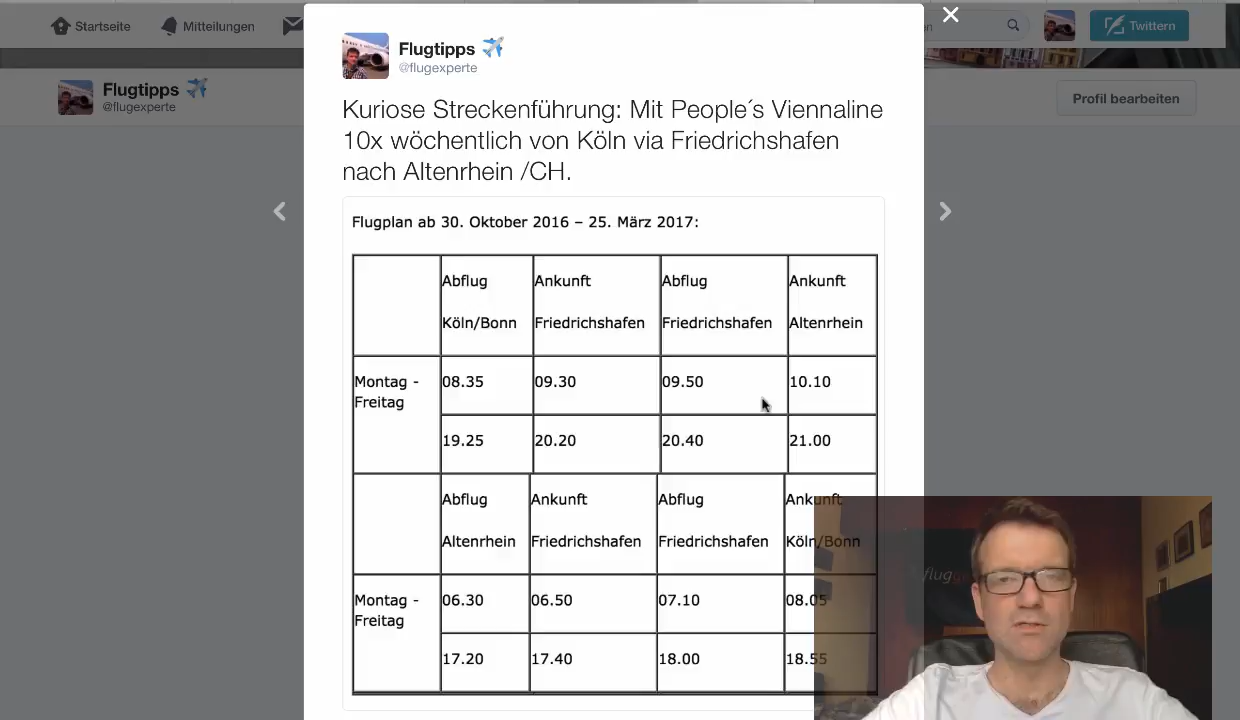 Startseite
Mitteilungen
Twittern
Flugtipps
@flugexperte
Profil bearbeiten
Flugtipps
@flugexperte
Kuriose Streckenführung: Mit People´s Viennaline
10x wöchentlich von Köln via Friedrichshafen
nach Altenrhein /CH.
Flugplan ab 30. Oktober 2016 – 25. März 2017:
Abflug Ankunft Abflug Ankunft
Köln/Bonn Friedrichshafen Friedrichshafen Altenrhein
Montag - 08.35 09.30 09.50 10.10
Freitag
19.25 20.20 20.40 21.00
Abflug Ankunft Abflug Ankunft
Altenrhein Friedrichshafen Friedrichshafen Köln/Bonn
Montag - 06.30 06.50 07.10 08.05
Freitag
17.20 17.40 18.00 18.55